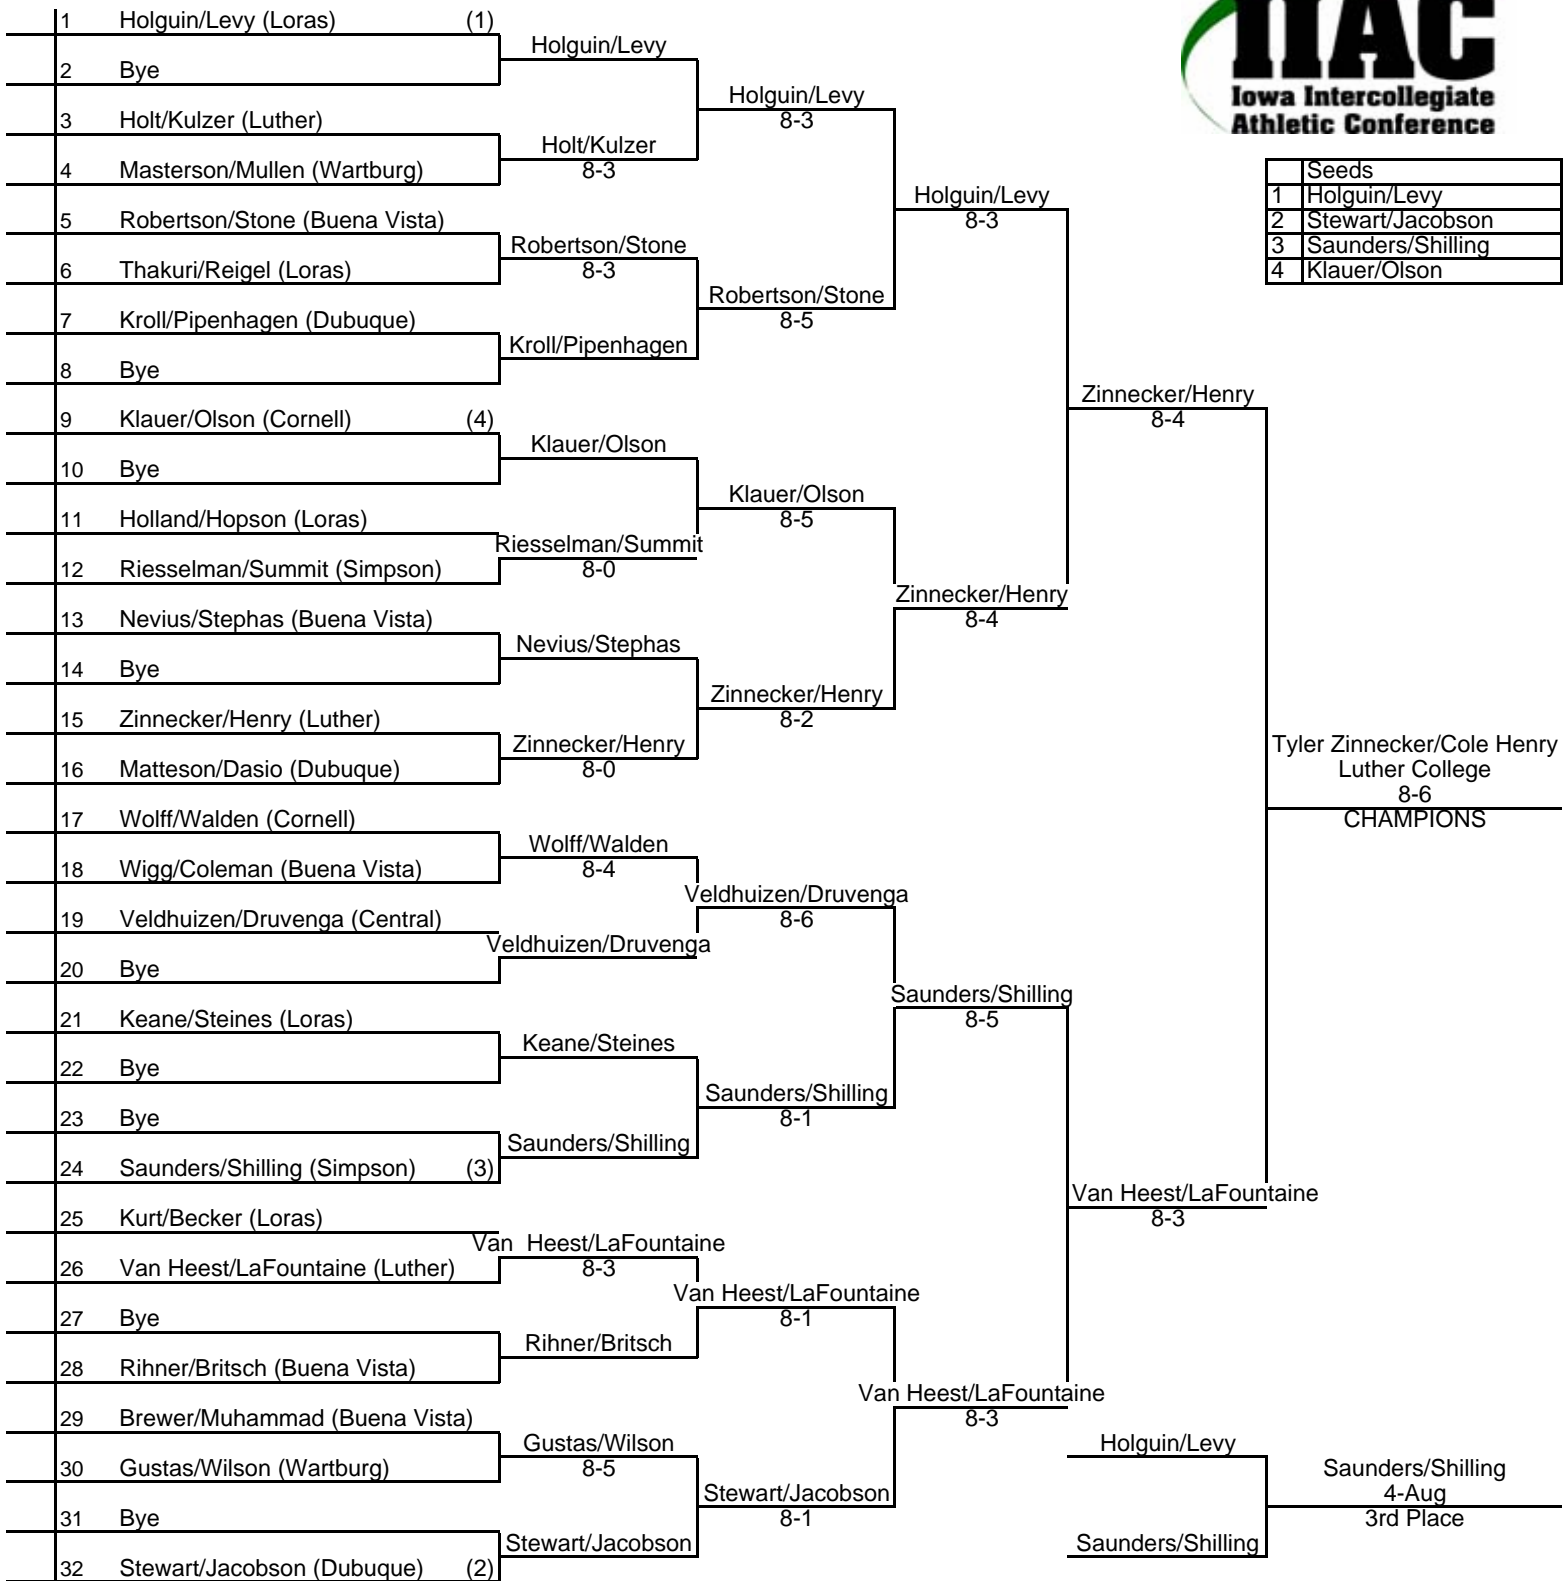 IIAC
Iowa Intercollegiate
Athletic Conference
Seeds
1 Holguin/Levy
2 Stewart/Jacobson
3 Saunders/Shilling
4 Klauer/Olson
1 Holguin/Levy (Loras) (1)
2 Bye
3 Holt/Kulzer (Luther)
4 Masterson/Mullen (Wartburg)
5 Robertson/Stone (Buena Vista)
6 Thakuri/Reigel (Loras)
7 Kroll/Pipenhagen (Dubuque)
8 Bye
9 Klauer/Olson (Cornell) (4)
10 Bye
11 Holland/Hopson (Loras)
12 Riesselman/Summit (Simpson)
13 Nevius/Stephas (Buena Vista)
14 Bye
15 Zinnecker/Henry (Luther)
16 Matteson/Dasio (Dubuque)
17 Wolff/Walden (Cornell)
18 Wigg/Coleman (Buena Vista)
19 Veldhuizen/Druvenga (Central)
20 Bye
21 Keane/Steines (Loras)
22 Bye
23 Bye
24 Saunders/Shilling (Simpson) (3)
25 Kurt/Becker (Loras)
26 Van Heest/LaFountaine (Luther)
27 Bye
28 Rihner/Britsch (Buena Vista)
29 Brewer/Muhammad (Buena Vista)
30 Gustas/Wilson (Wartburg)
31 Bye
32 Stewart/Jacobson (Dubuque) (2)
Holguin/Levy
Holt/Kulzer
8-3
Robertson/Stone
8-3
Kroll/Pipenhagen
Klauer/Olson
Riesselman/Summit
8-0
Nevius/Stephas
Zinnecker/Henry
8-0
Wolff/Walden
8-4
Veldhuizen/Druvenga
Keane/Steines
Saunders/Shilling
Van  Heest/LaFountaine
8-3
Rihner/Britsch
Gustas/Wilson
8-5
Stewart/Jacobson
Holguin/Levy
8-3
Robertson/Stone
8-5
Klauer/Olson
8-5
Zinnecker/Henry
8-2
Veldhuizen/Druvenga
8-6
Saunders/Shilling
8-1
Van Heest/LaFountaine
8-1
Stewart/Jacobson
8-1
Holguin/Levy
8-3
Zinnecker/Henry
8-4
Saunders/Shilling
8-5
Van Heest/LaFountaine
8-3
Zinnecker/Henry
8-4
Van Heest/LaFountaine
8-3
Tyler Zinnecker/Cole Henry
Luther College
8-6
CHAMPIONS
Holguin/Levy
Saunders/Shilling
Saunders/Shilling
4-Aug
3rd Place